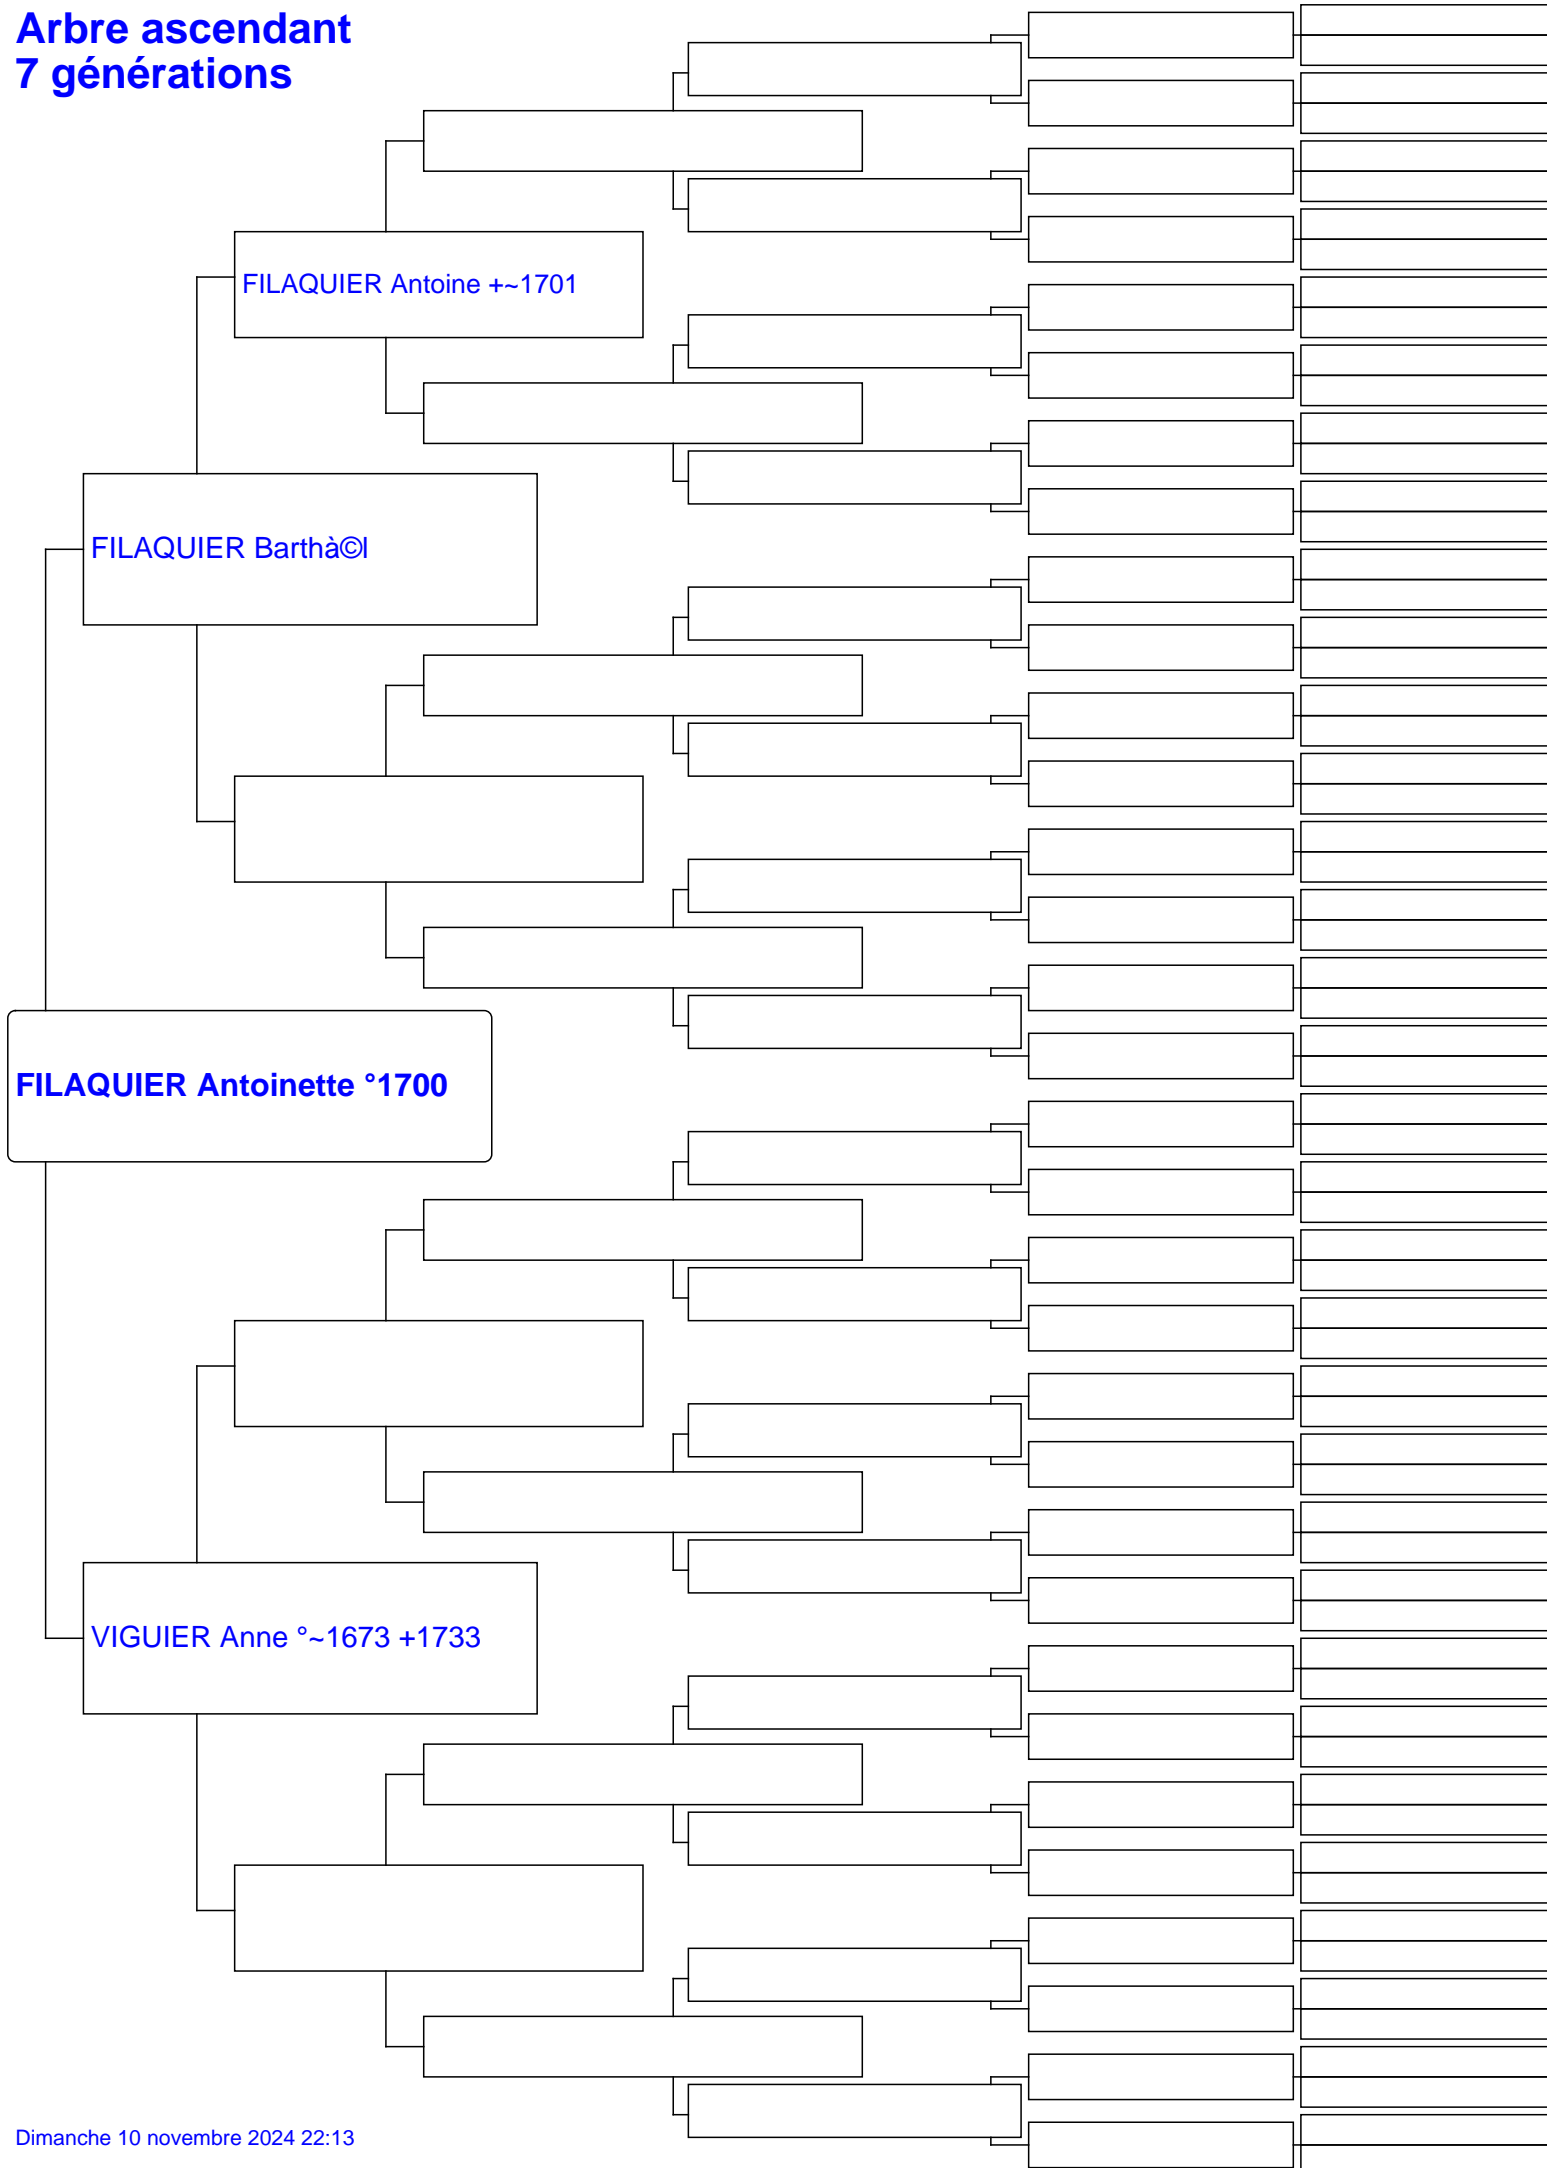 Arbre ascendant
7 générations
FILAQUIER Antoine +~1701
FILAQUIER Barthà©l
FILAQUIER Antoinette °1700
VIGUIER Anne °~1673 +1733
Dimanche 10 novembre 2024 22:13